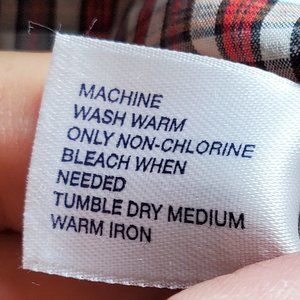 MACHINE
WASH WARM
ONLY NON-CHLORINE
BLEACH WHEN
NEEDED
TUMBLE DRY MEDIUM
WARM IRON